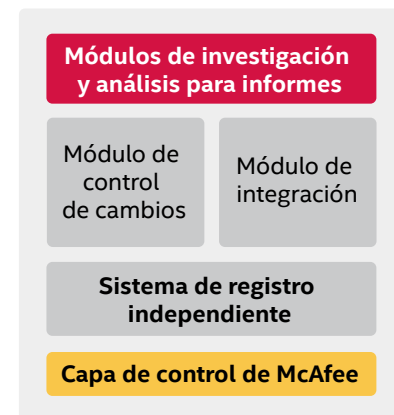 Módulos de investigación
y análisis para informes
Módulo de
control
de cambios
Módulo de
integración
Sistema de registro
independiente
Capa de control de McAfee